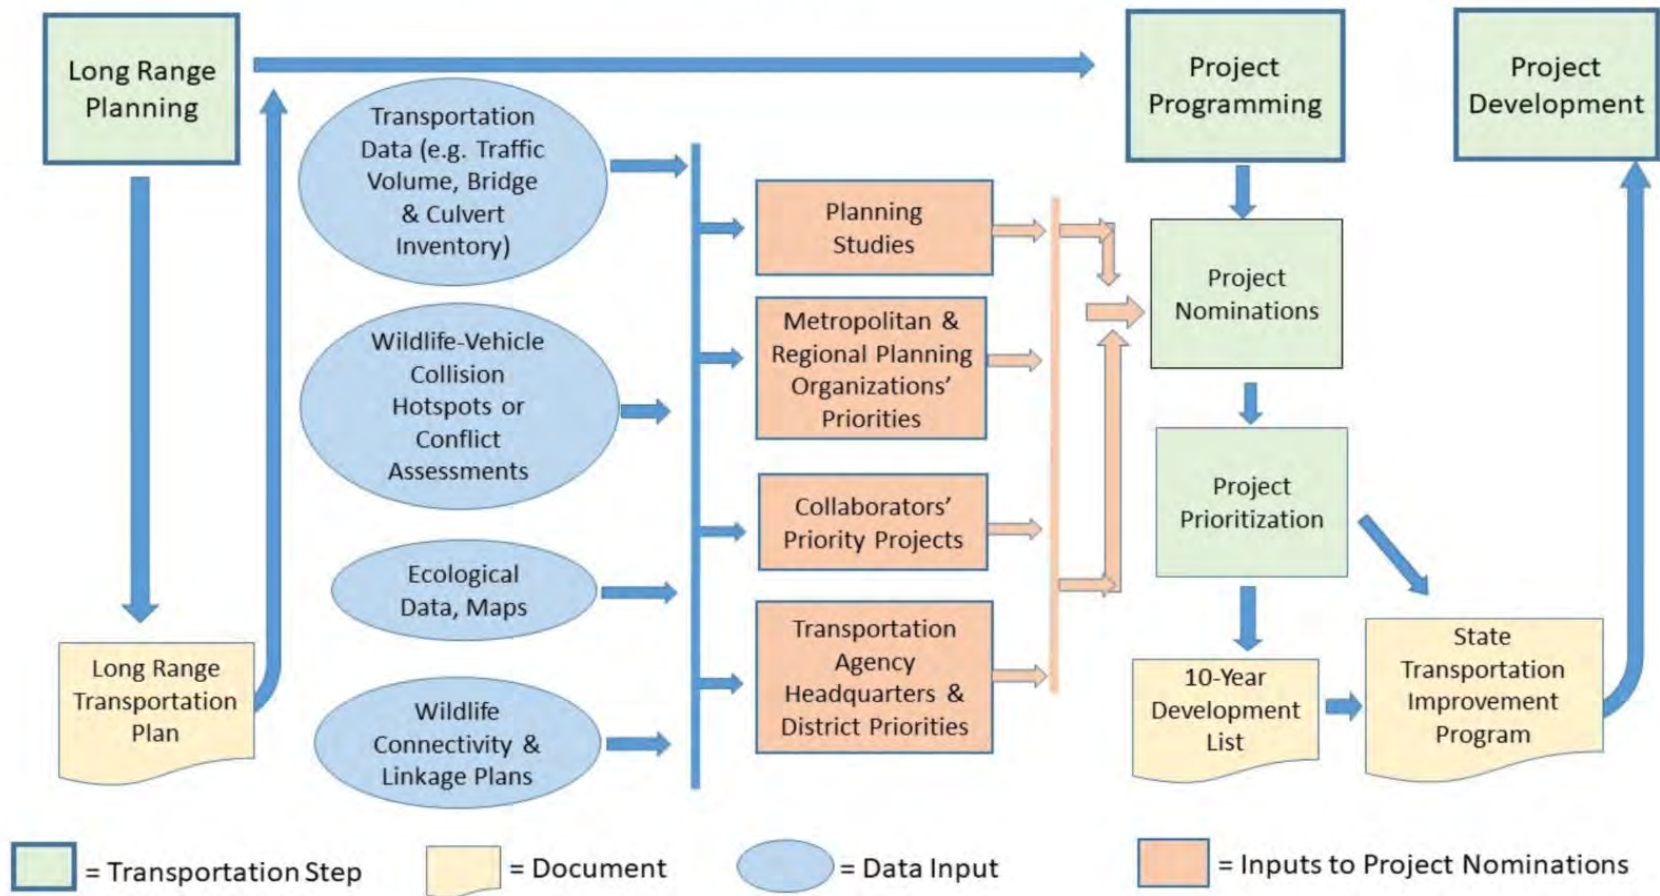 Long Range
Planning
Project
Programming
Project
Development
Transportation
Data (e.g. Traffic
Volume, Bridge
& Culvert
Inventory)
Wildlife-Vehicle
Collision
Hotspots or
Conflict
Assessments
Ecological
Data, Maps
Wildlife
Connectivity &
Linkage Plans
Planning
Studies
Metropolitan &
Regional Planning
Organizations’
Priorities
Collaborators’
Priority Projects
Transportation
Agency
Headquarters &
District Priorities
Project
Nominations
Project
Prioritization
Long Range
Transportation
Plan
10-Year
Development
List
State
Transportation
Improvement
Program
= Transportation Step
= Document
= Data Input
= Inputs to Project Nominations